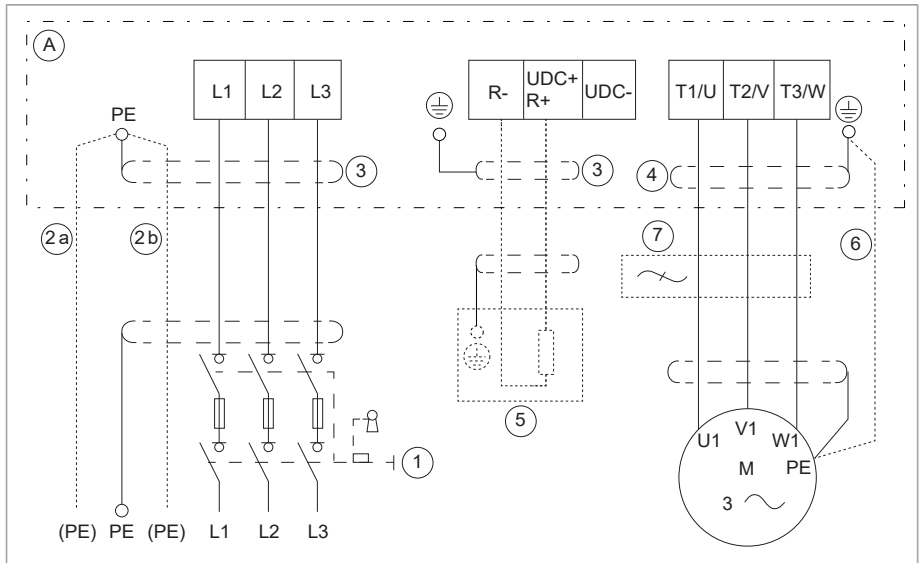 A
L1 L2 L3
R- UDC+ R+ UDC-
T1/U T2/V T3/W
PE
3
3
4
2a 2b
7
6
5
U1 V1 W1
M PE
3
1
(PE) PE (PE) L1 L2 L3